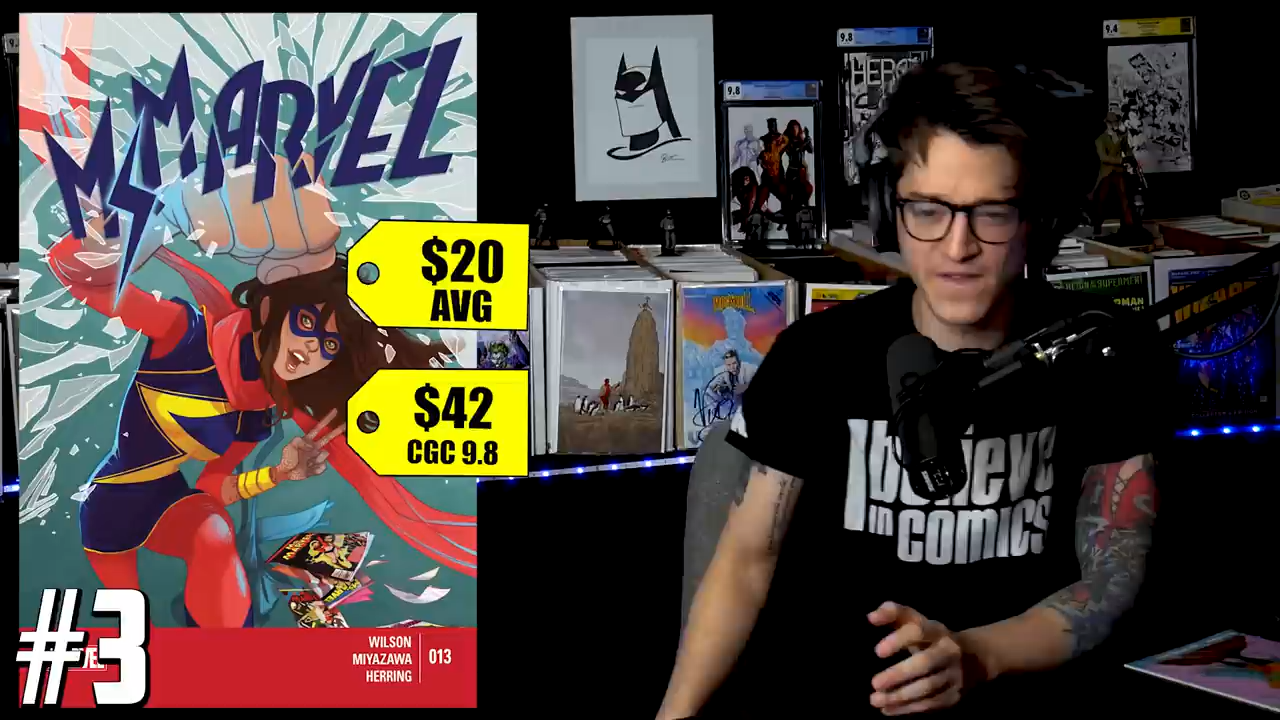 MS. MARVEL
$20
AVG
$42
CGC 9.8
#3
WILSON
MIYAZAWA
HERRING
013
9.8
9.8
9.4
I believe
in comics